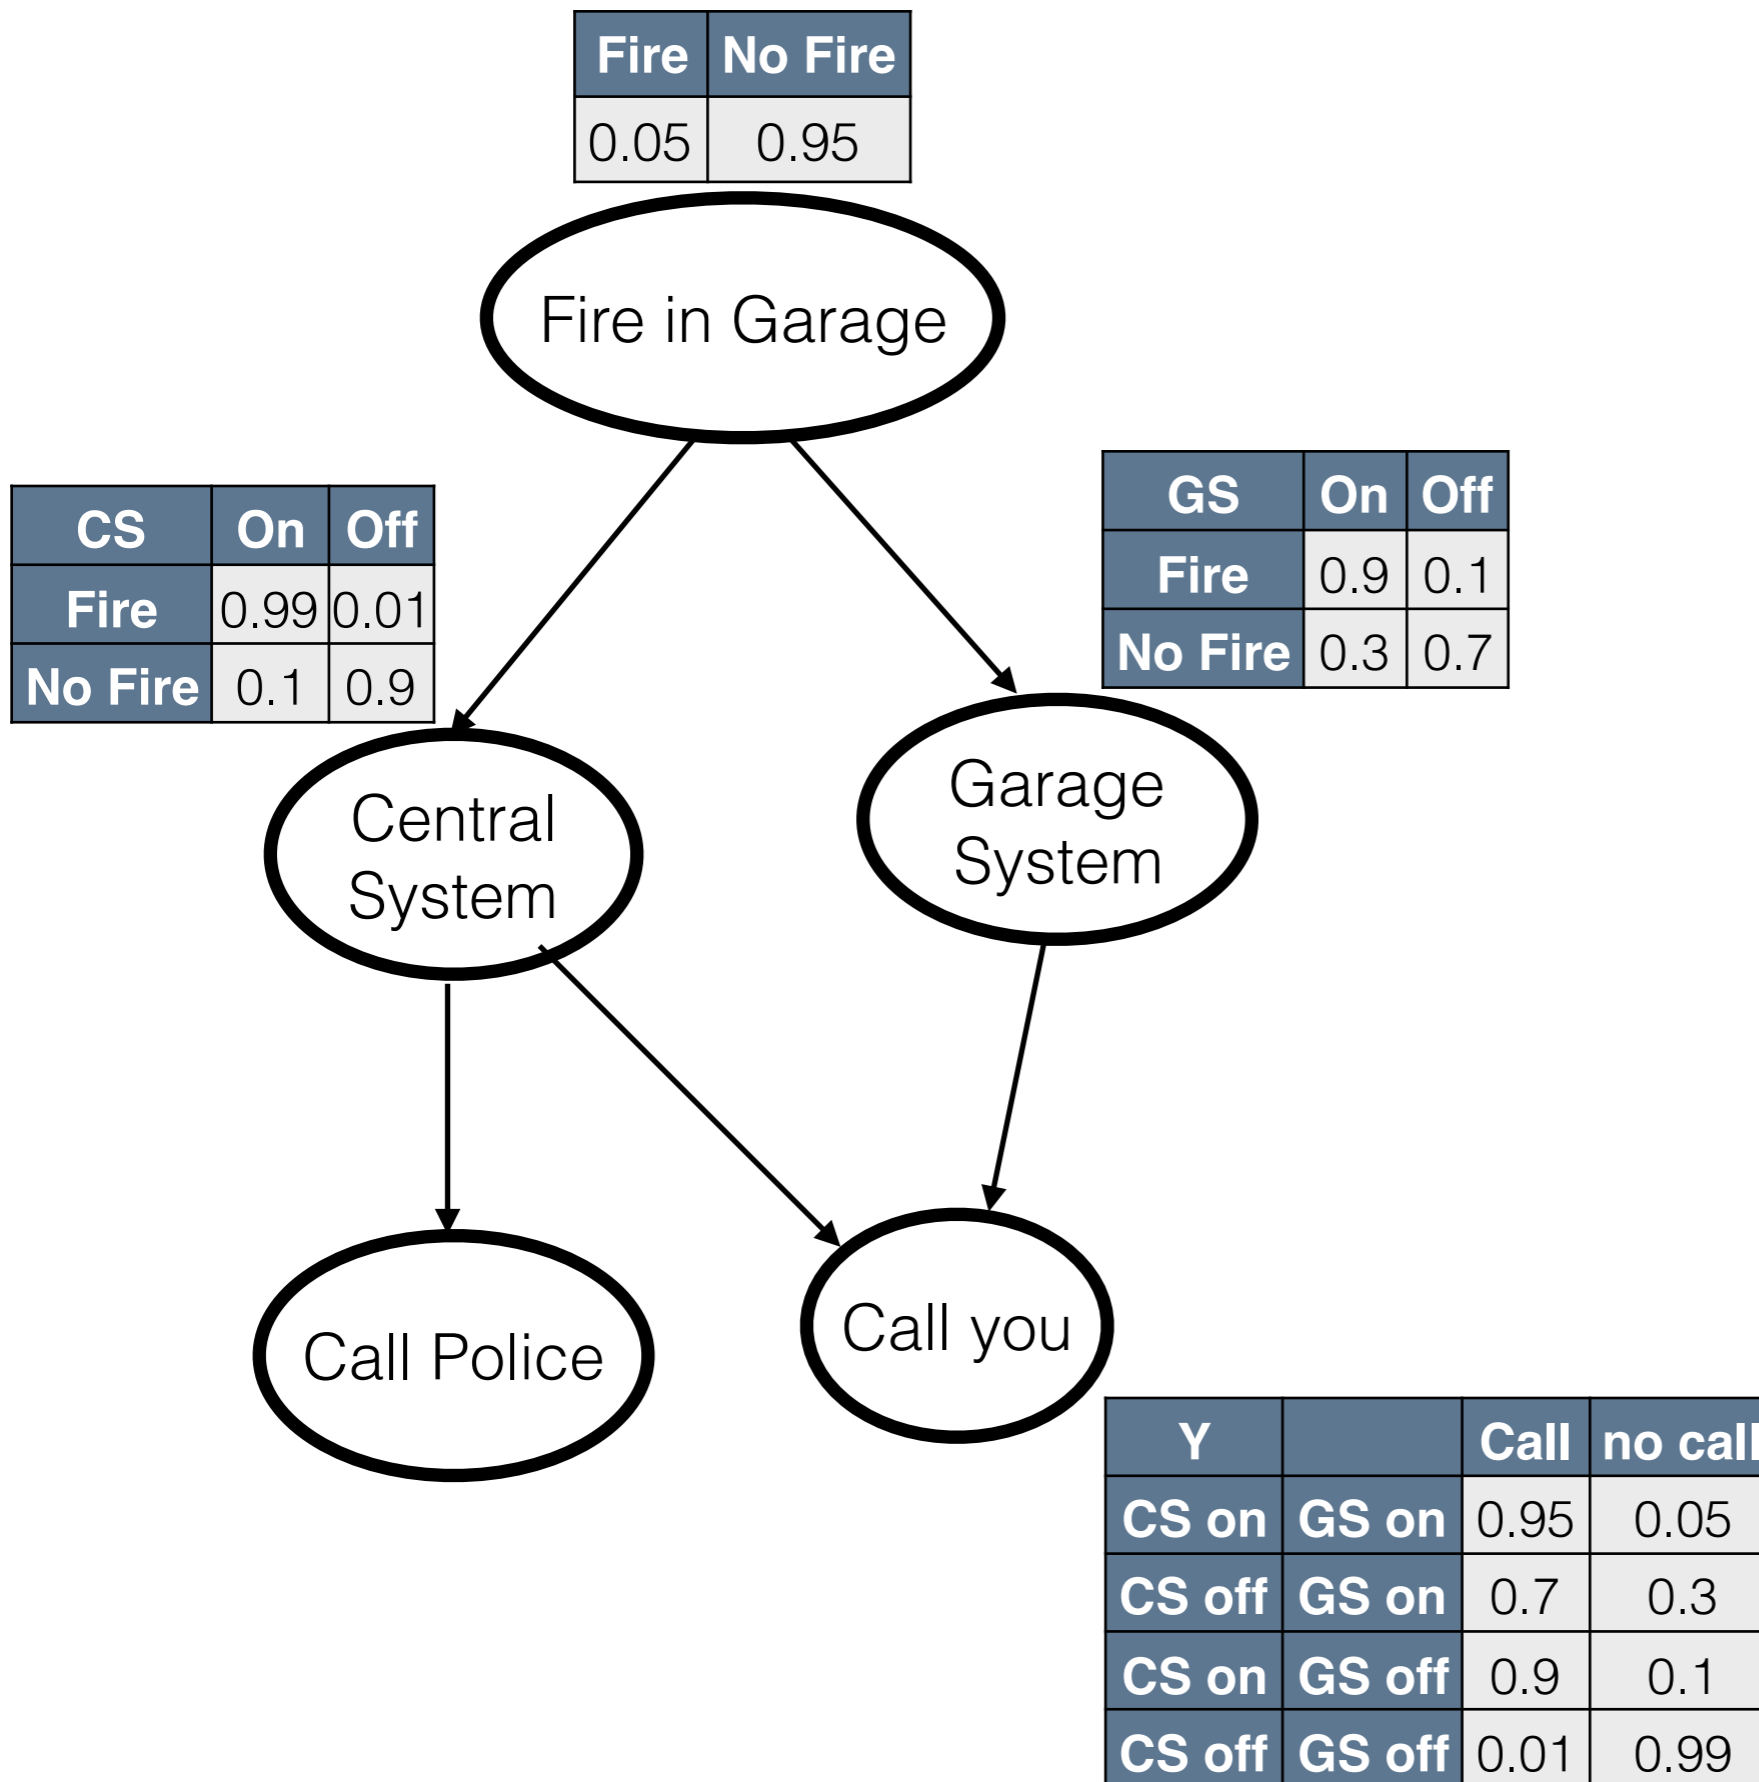 Fire No Fire
0.05 0.95
Fire in Garage
CS On Off
Fire 0.99 0.01
No Fire 0.1 0.9
GS On Off
Fire 0.9 0.1
No Fire 0.3 0.7
Central
System
Garage
System
Call Police
Call you
Y Call no call
CS on GS on 0.95 0.05
CS off GS on 0.7 0.3
CS on GS off 0.9 0.1
CS off GS off 0.01 0.99